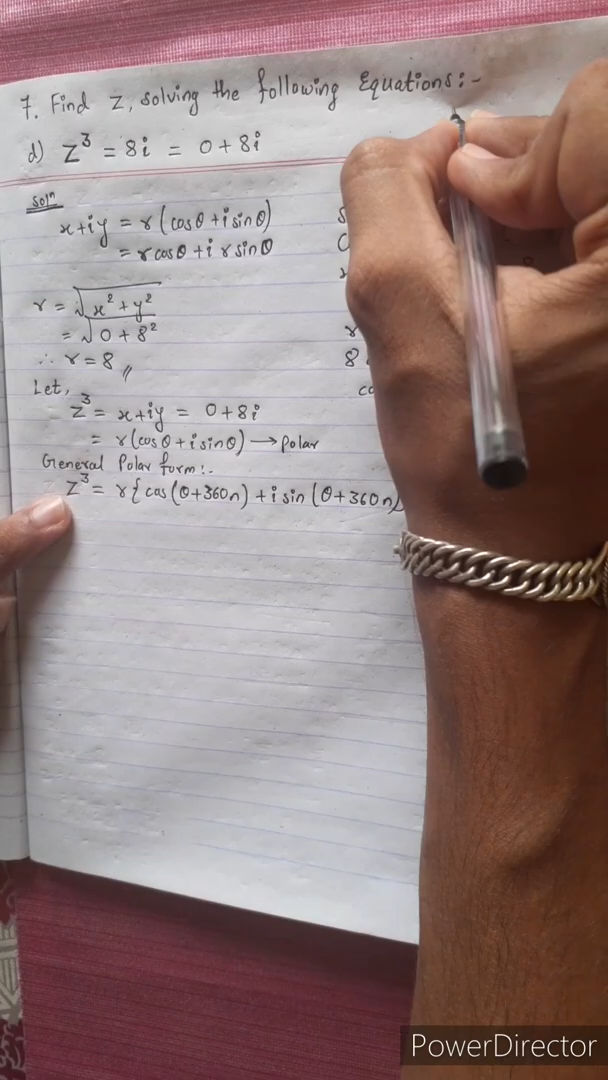 7. Find z, solving the following Equations:-
d) z³ = 8i = 0+8i
Solⁿ
x+iy = r(cosθ+i sinθ)
= r cosθ + i r sinθ
r = √x²+y²
= √0+8²
∴ r = 8 //
8
Let,
z³ = x+iy = 0+8i
= r(cosθ+i sinθ) → polar
General Polar form:-
z³ = r{cos(θ+360n) + i sin(θ+360n)
PowerDirector